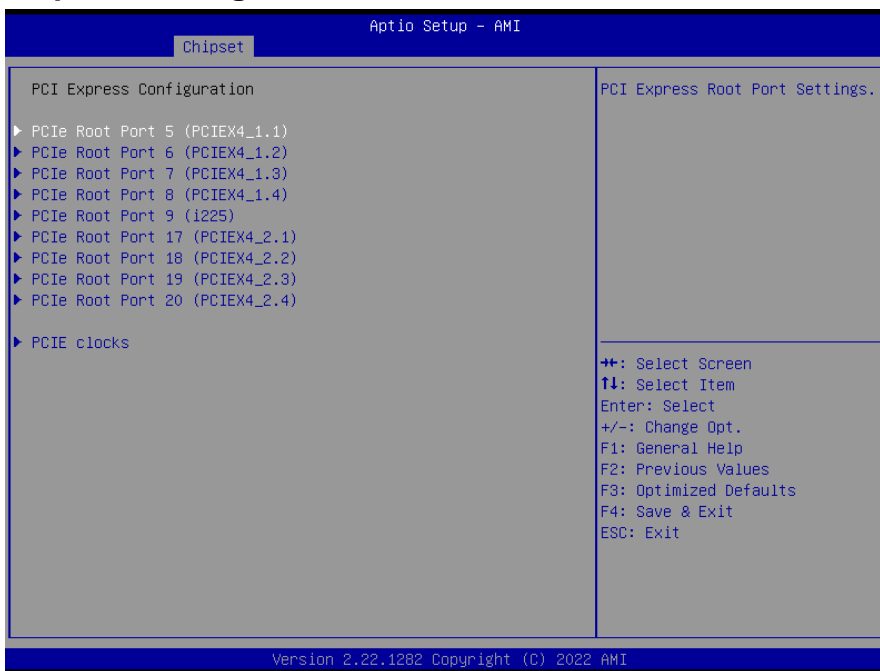 Aptio Setup – AMI
Chipset
PCI Express Configuration
▶ PCIe Root Port 5 (PCIEX4_1.1)
▶ PCIe Root Port 6 (PCIEX4_1.2)
▶ PCIe Root Port 7 (PCIEX4_1.3)
▶ PCIe Root Port 8 (PCIEX4_1.4)
▶ PCIe Root Port 9 (i225)
▶ PCIe Root Port 17 (PCIEX4_2.1)
▶ PCIe Root Port 18 (PCIEX4_2.2)
▶ PCIe Root Port 19 (PCIEX4_2.3)
▶ PCIe Root Port 20 (PCIEX4_2.4)
▶ PCIE clocks
PCI Express Root Port Settings.
→←: Select Screen
↑↓: Select Item
Enter: Select
+/-: Change Opt.
F1: General Help
F2: Previous Values
F3: Optimized Defaults
F4: Save & Exit
ESC: Exit
Version 2.22.1282 Copyright (C) 2022 AMI